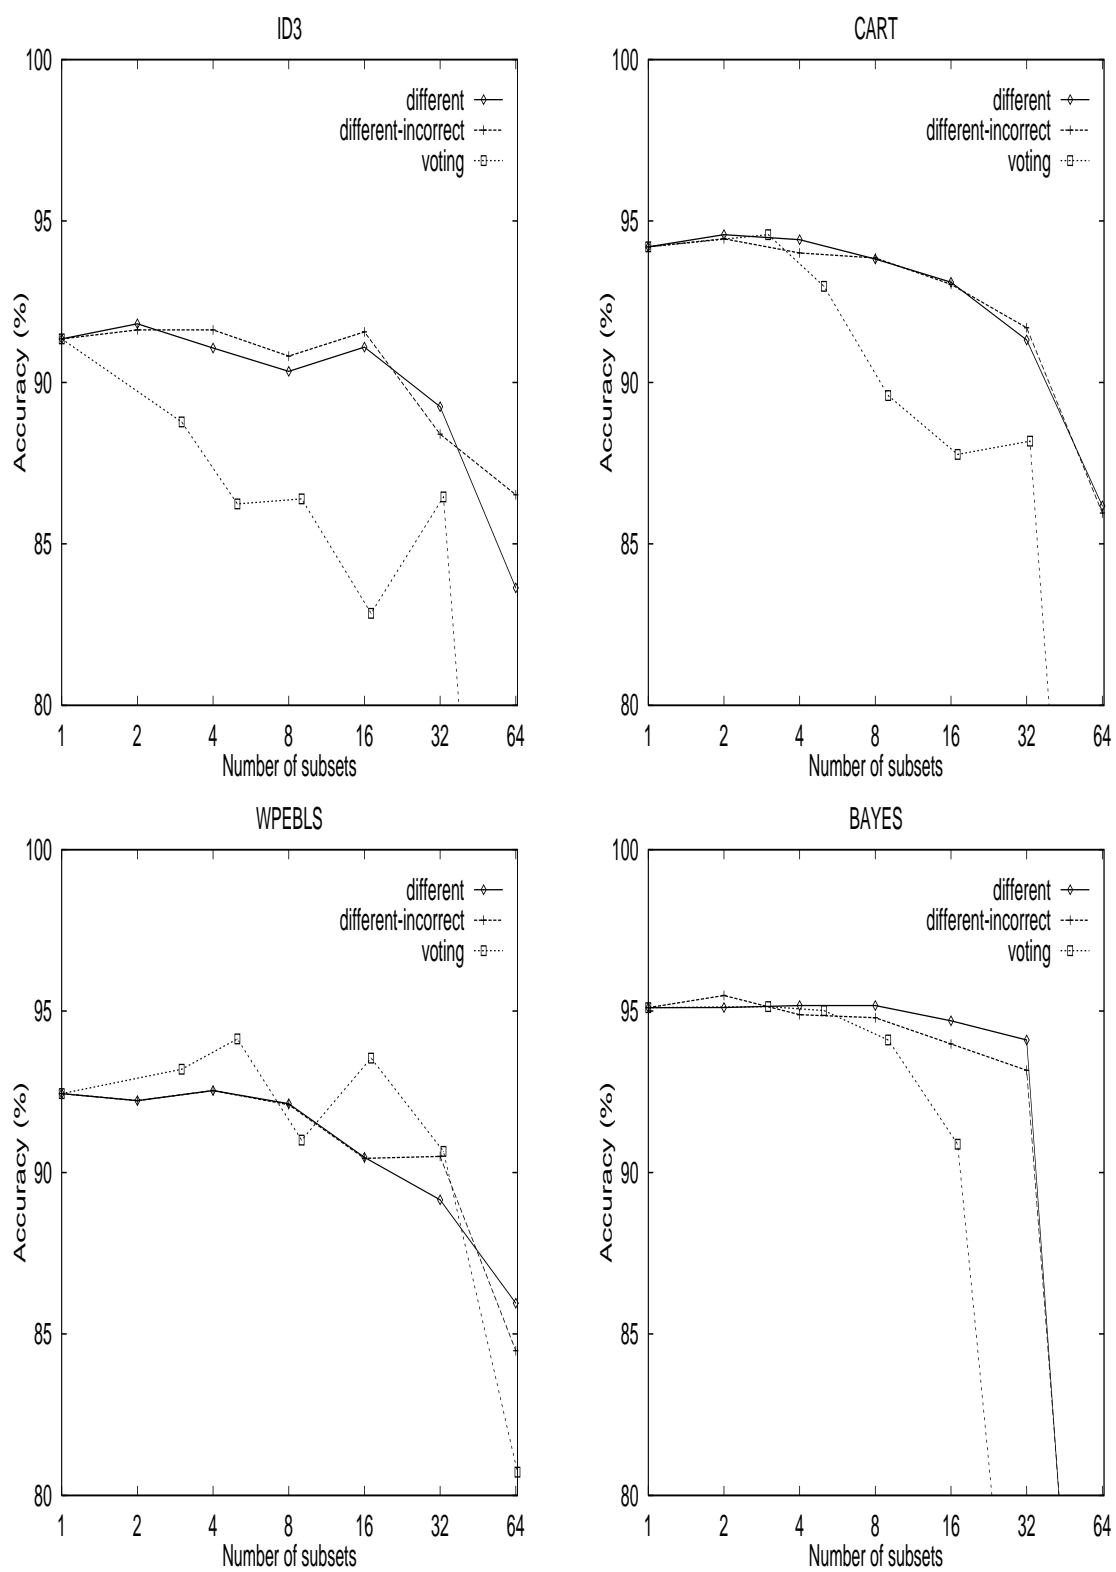 ID3
100
95
90
85
80
Accuracy (%)
different
different-incorrect
voting
1 2 4 8 16 32 64
Number of subsets
CART
100
95
90
85
80
Accuracy (%)
different
different-incorrect
voting
1 2 4 8 16 32 64
Number of subsets
WPEBLS
100
95
90
85
80
Accuracy (%)
different
different-incorrect
voting
1 2 4 8 16 32 64
Number of subsets
BAYES
100
95
90
85
80
Accuracy (%)
different
different-incorrect
voting
1 2 4 8 16 32 64
Number of subsets